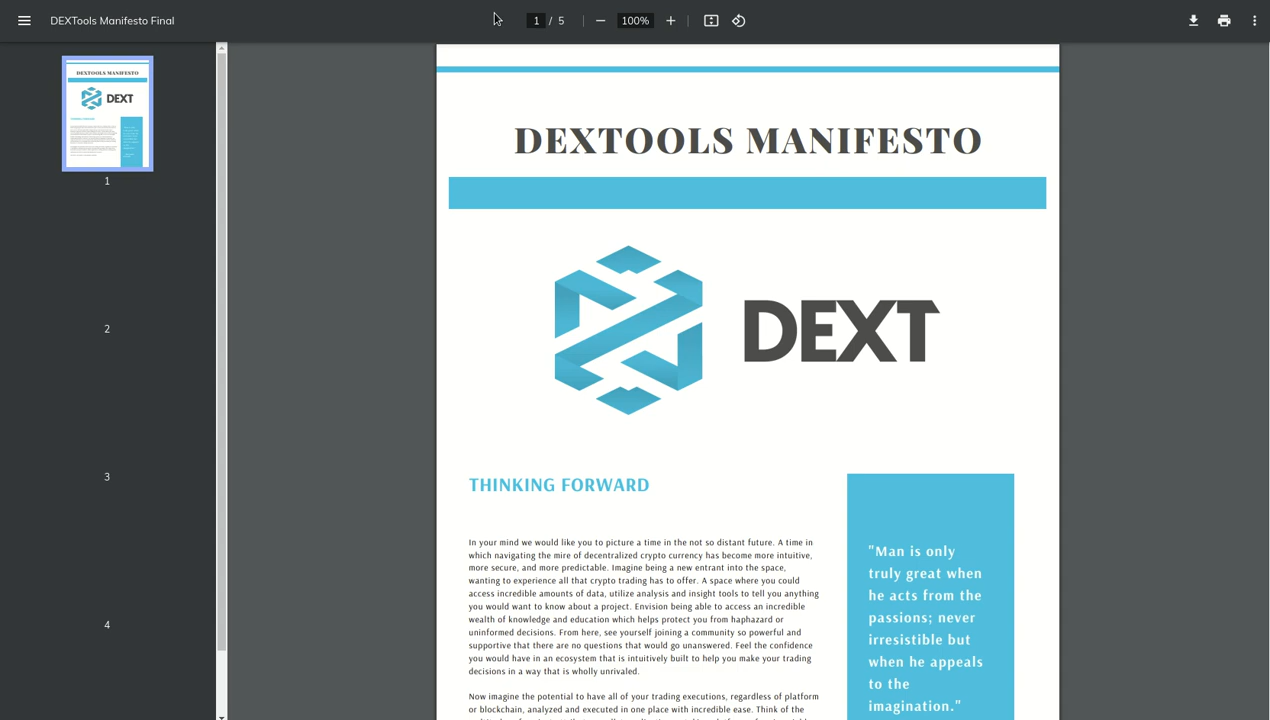 DEXTools Manifesto Final
1 / 5
100%
1
2
3
4
DEXTOOLS MANIFESTO
DEXT
THINKING FORWARD
In your mind we would like you to picture a time in the not so distant future. A time in
which navigating the mire of decentralized crypto currency has become more intuitive,
more secure, and more predictable. Imagine being a new entrant into the space,
wanting to experience all that crypto trading has to offer. A space where you could
access incredible amounts of data, utilize analysis and insight tools to tell you anything
you would want to know about a project. Envision being able to access an incredible
wealth of knowledge and education which helps protect you from haphazard or
uninformed decisions. From here, see yourself joining a community so powerful and
supportive that there are no questions that would go unanswered. Feel the confidence
you would have in an ecosystem that is intuitively built to help you make your trading
decisions in a way that is wholly unrivaled.
Now imagine the potential to have all of your trading executions, regardless of platform
or blockchain, analyzed and executed in one place with incredible ease. Think of the
"Man is only
truly great when
he acts from the
passions; never
irresistible but
when he appeals
to the
imagination."
DEXTOOLS MANIFESTO
DEXT